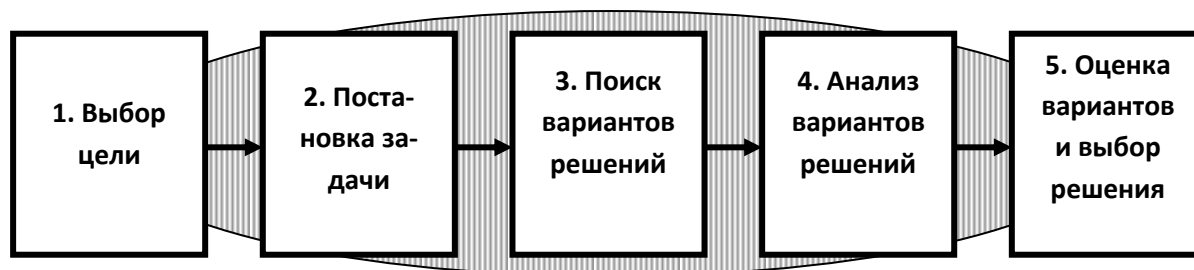 1. Выбор
цели
2. Поста-
новка за-
дачи
3. Поиск
вариантов
решений
4. Анализ
вариантов
решений
5. Оценка
вариантов
и выбор
решения